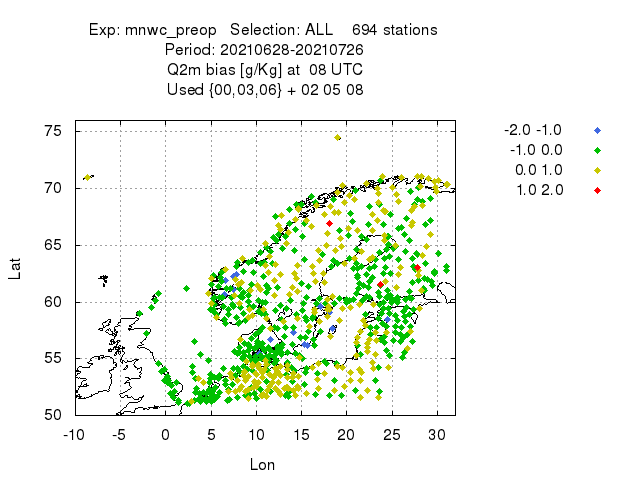 Exp: mnwc_preop   Selection: ALL    694 stations
Period: 20210628-20210726
Q2m bias [g/Kg] at  08 UTC
Used {00,03,06} + 02 05 08
-2.0 -1.0
-1.0 0.0
0.0 1.0
1.0 2.0
75
70
65
60
55
50
Lat
-10 -5 0 5 10 15 20 25 30
Lon